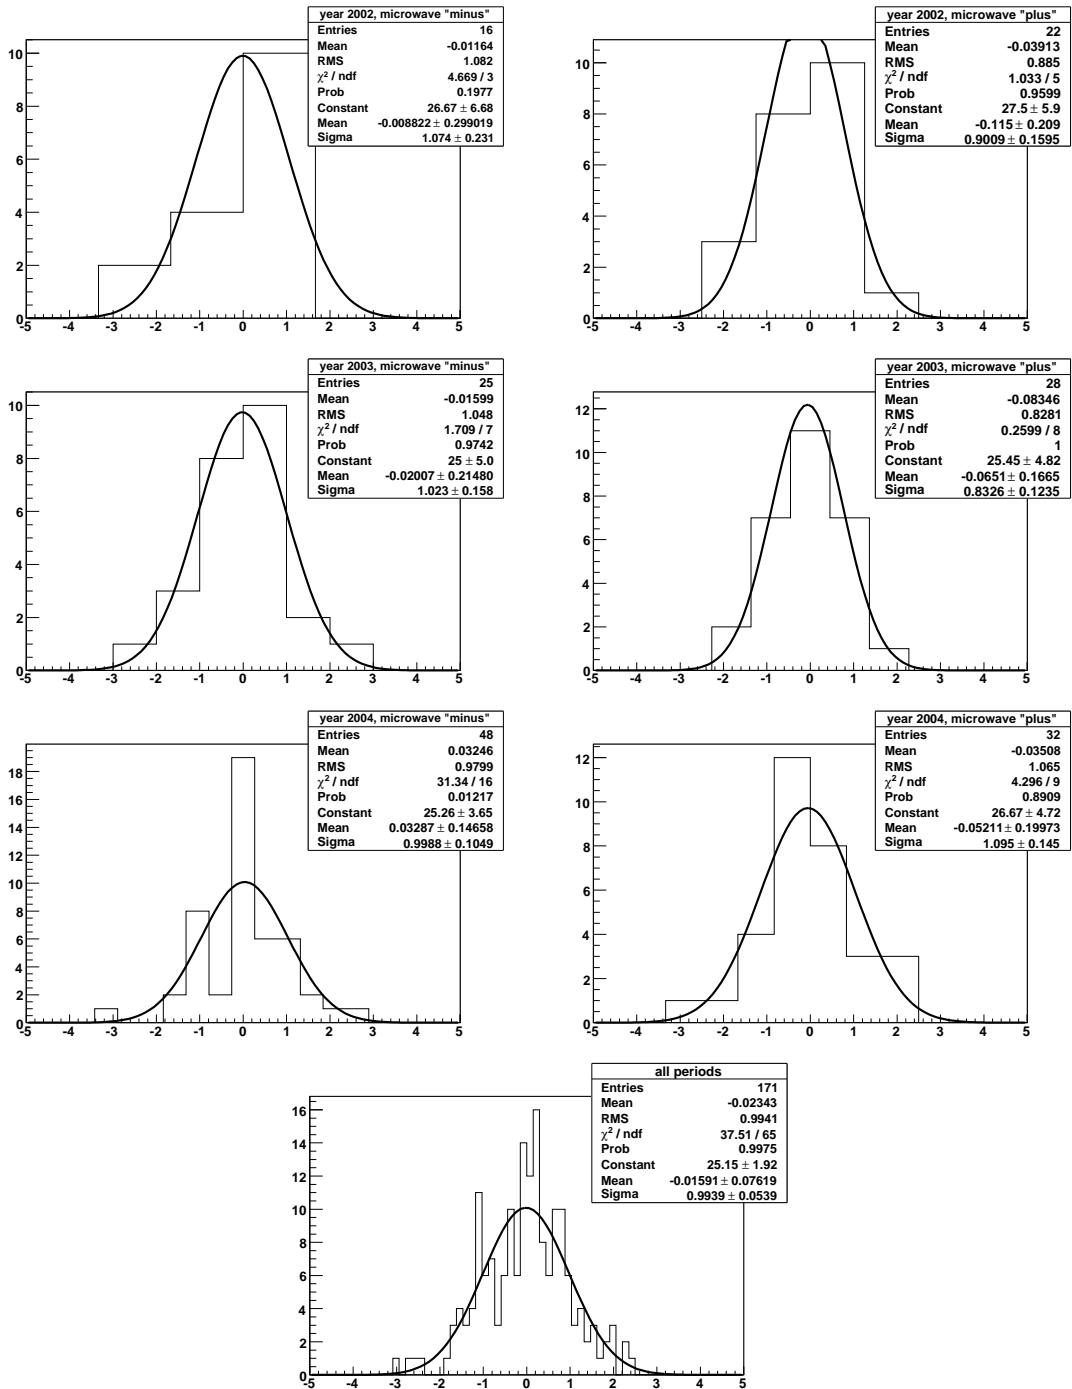 year 2002, microwave "minus"
Entries 16
Mean -0.01164
RMS 1.082
χ² / ndf 4.669 / 3
Prob 0.1977
Constant 26.67 ± 6.68
Mean -0.008822 ± 0.299019
Sigma 1.074 ± 0.231
10
8
6
4
2
0
-5 -4 -3 -2 -1 0 1 2 3 4 5
year 2002, microwave "plus"
Entries 22
Mean -0.03913
RMS 0.885
χ² / ndf 1.033 / 5
Prob 0.9599
Constant 27.5 ± 5.9
Mean -0.115 ± 0.209
Sigma 0.9009 ± 0.1595
10
8
6
4
2
0
-5 -4 -3 -2 -1 0 1 2 3 4 5
year 2003, microwave "minus"
Entries 25
Mean -0.01599
RMS 1.048
χ² / ndf 1.709 / 7
Prob 0.9742
Constant 25 ± 5.0
Mean -0.02007 ± 0.21480
Sigma 1.023 ± 0.158
10
8
6
4
2
0
-5 -4 -3 -2 -1 0 1 2 3 4 5
year 2003, microwave "plus"
Entries 28
Mean -0.08346
RMS 0.8281
χ² / ndf 0.2599 / 8
Prob 1
Constant 25.45 ± 4.82
Mean -0.0651 ± 0.1665
Sigma 0.8326 ± 0.1235
12
10
8
6
4
2
0
-5 -4 -3 -2 -1 0 1 2 3 4 5
year 2004, microwave "minus"
Entries 48
Mean 0.03246
RMS 0.9799
χ² / ndf 31.34 / 16
Prob 0.01217
Constant 25.26 ± 3.65
Mean 0.03287 ± 0.14658
Sigma 0.9988 ± 0.1049
18
16
14
12
10
8
6
4
2
0
-5 -4 -3 -2 -1 0 1 2 3 4 5
year 2004, microwave "plus"
Entries 32
Mean -0.03508
RMS 1.065
χ² / ndf 4.296 / 9
Prob 0.8909
Constant 26.67 ± 4.72
Mean -0.05211 ± 0.19973
Sigma 1.095 ± 0.145
12
10
8
6
4
2
0
-5 -4 -3 -2 -1 0 1 2 3 4 5
all periods
Entries 171
Mean -0.02343
RMS 0.9941
χ² / ndf 37.51 / 65
Prob 0.9975
Constant 25.15 ± 1.92
Mean -0.01591 ± 0.07619
Sigma 0.9939 ± 0.0539
16
14
12
10
8
6
4
2
0
-5 -4 -3 -2 -1 0 1 2 3 4 5